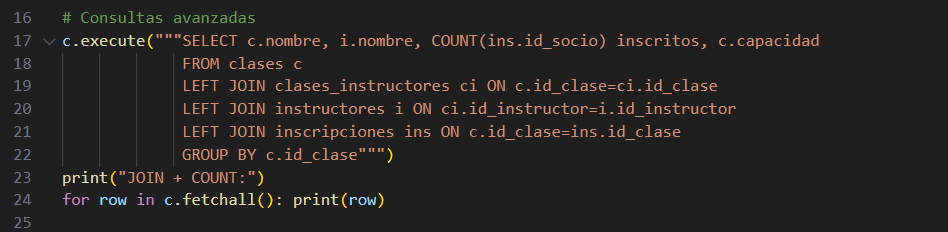 16 # Consultas avanzadas
17 c.execute("""SELECT c.nombre, i.nombre, COUNT(ins.id_socio) inscritos, c.capacidad
18 FROM clases c
19 LEFT JOIN clases_instructores ci ON c.id_clase=ci.id_clase
20 LEFT JOIN instructores i ON ci.id_instructor=i.id_instructor
21 LEFT JOIN inscripciones ins ON c.id_clase=ins.id_clase
22 GROUP BY c.id_clase""")
23 print("JOIN + COUNT:")
24 for row in c.fetchall(): print(row)
25